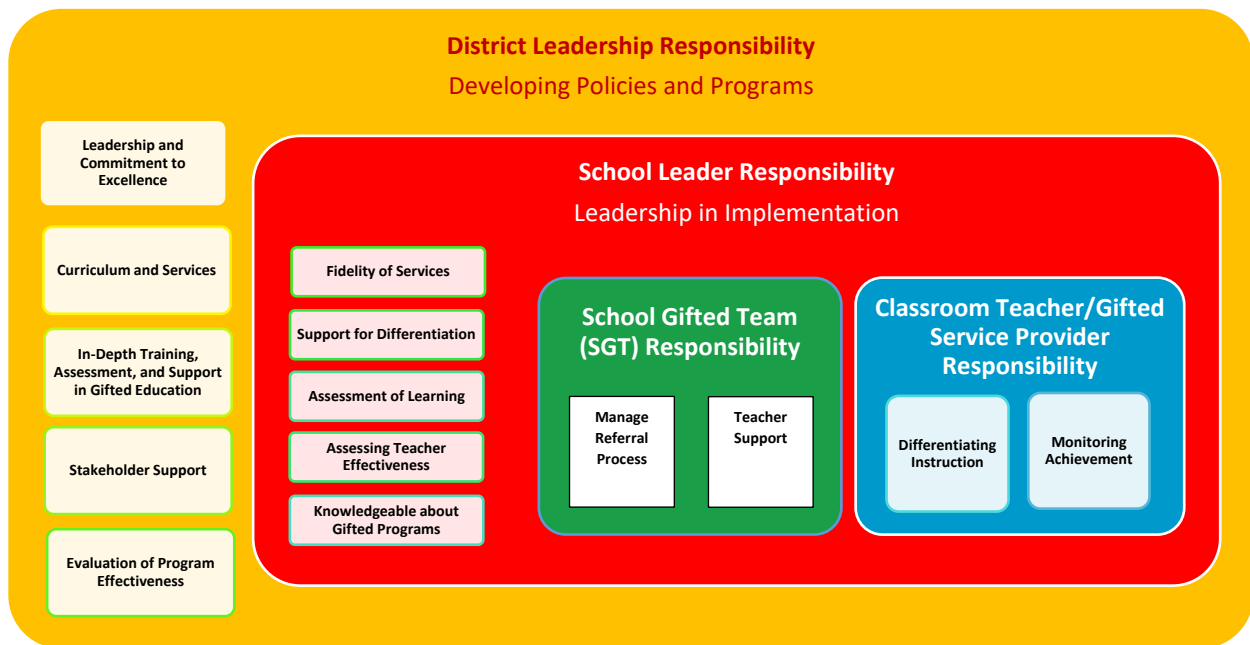 District Leadership Responsibility
Developing Policies and Programs
Leadership and
Commitment to
Excellence
Curriculum and Services
In-Depth Training,
Assessment, and Support
in Gifted Education
Stakeholder Support
Evaluation of Program
Effectiveness
School Leader Responsibility
Leadership in Implementation
Fidelity of Services
Support for Differentiation
Assessment of Learning
Assessing Teacher
Effectiveness
Knowledgeable about
Gifted Programs
School Gifted Team
(SGT) Responsibility
Manage
Referral
Process
Teacher
Support
Classroom Teacher/Gifted
Service Provider
Responsibility
Differentiating
Instruction
Monitoring
Achievement